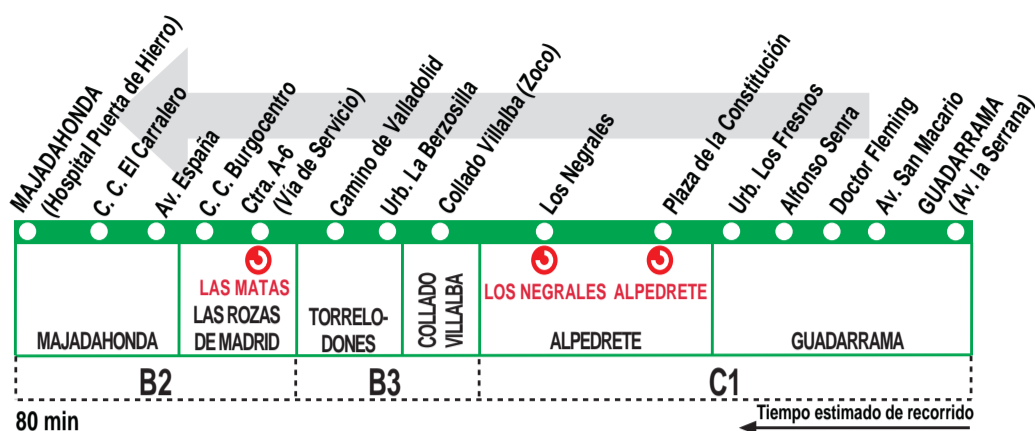 MAJADAHONDA
(Hospital Puerta de Hierro)
C. C. El Carralero
Av. España
C. C. Burgocentro
Ctra. A-6
(Vía de Servicio)
Camino de Valladolid
Urb. La Berzosilla
Collado Villalba (Zoco)
Los Negrales
Plaza de la Constitución
Urb. Los Fresnos
Alfonso Senra
Doctor Fleming
Av. San Macario
GUADARRAMA
(Av. la Serrana)
LAS MATAS
LOS NEGRALES
ALPEDRETE
MAJADAHONDA
LAS ROZAS
DE MADRID
TORRELO-
DONES
COLLADO
VILLALBA
ALPEDRETE
GUADARRAMA
B2
B3
C1
80 min
Tiempo estimado de recorrido